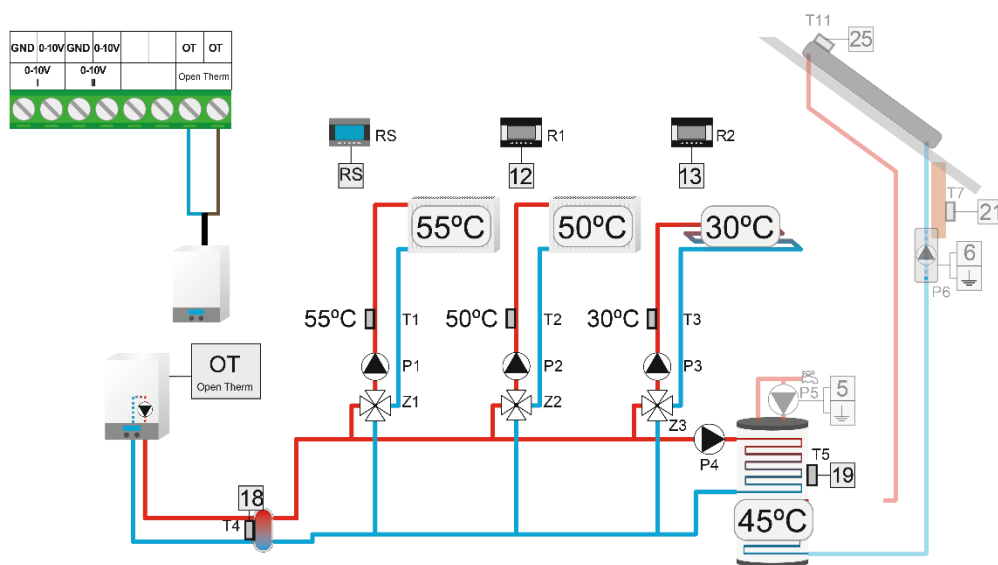 GND 0-10V GND 0-10V OT OT
0-10V 0-10V Open Therm
I II
T11
25
RS
R1
R2
RS
12
13
T7
21
55ºC
50ºC
30ºC
6
P6
55ºC
T1
50ºC
T2
30ºC
T3
OT
Open Therm
P1
P2
P3
P5
5
Z1
Z2
Z3
P4
T5
19
18
T4
45ºC